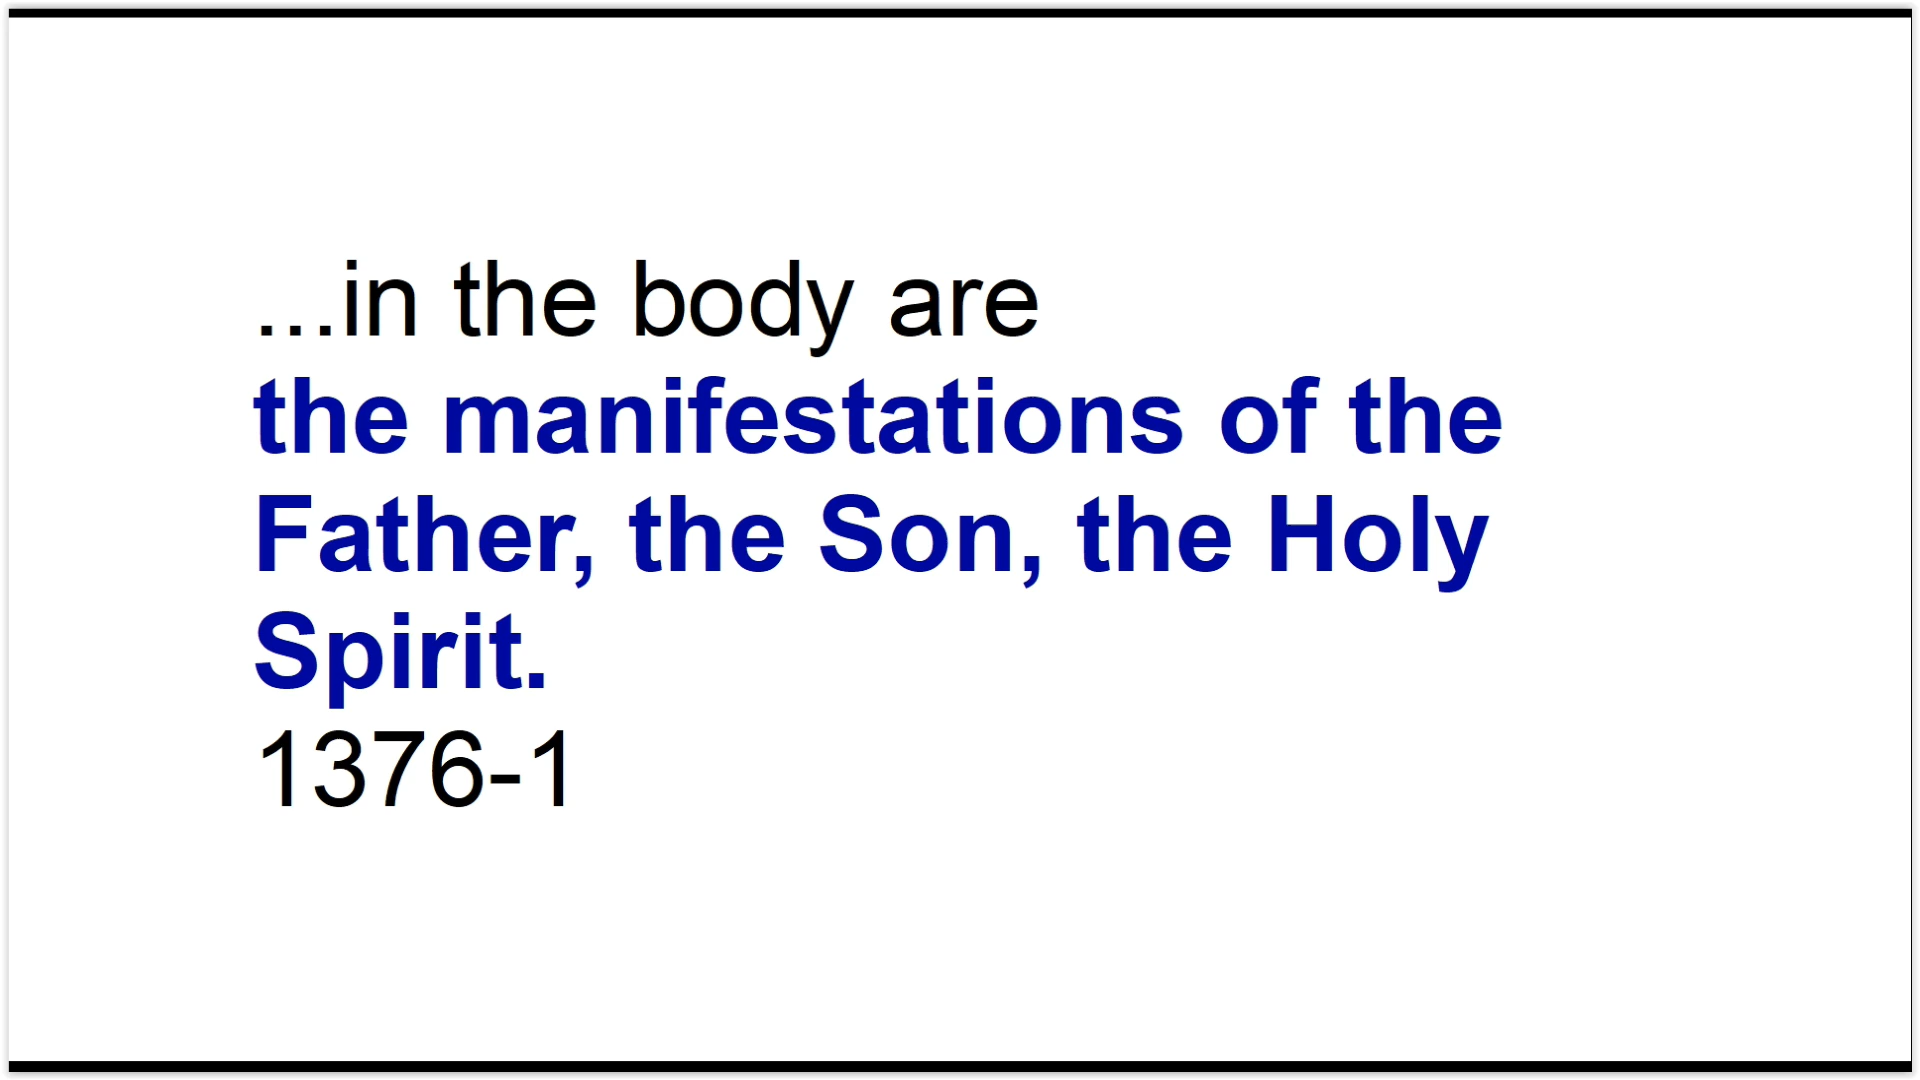 ...in the body are
the manifestations of the
Father, the Son, the Holy
Spirit.
1376-1